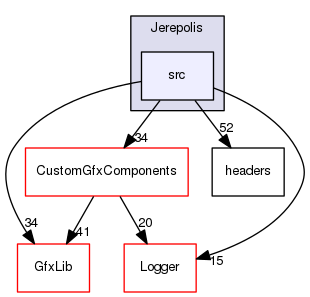 Jerepolis
src
34
52
CustomGfxComponents
headers
34
41
20
15
GfxLib
Logger